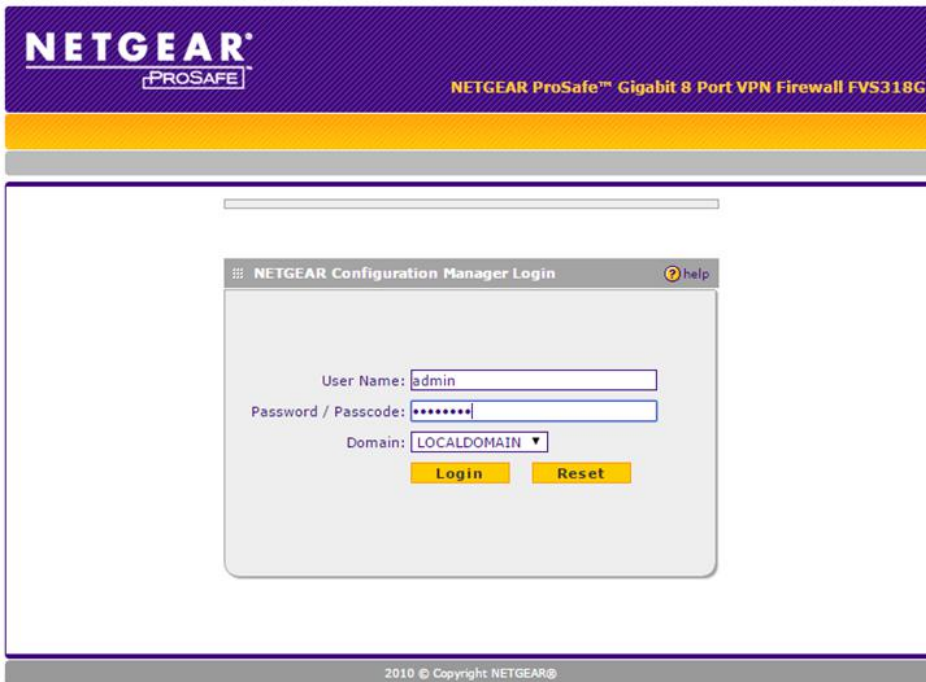 NETGEAR®
PROSAFE™
NETGEAR ProSafe™ Gigabit 8 Port VPN Firewall FVS318G
NETGEAR Configuration Manager Login
? help
User Name: admin
Password / Passcode: ••••••••
Domain: LOCALDOMAIN ▼
Login Reset
2010 © Copyright NETGEAR®